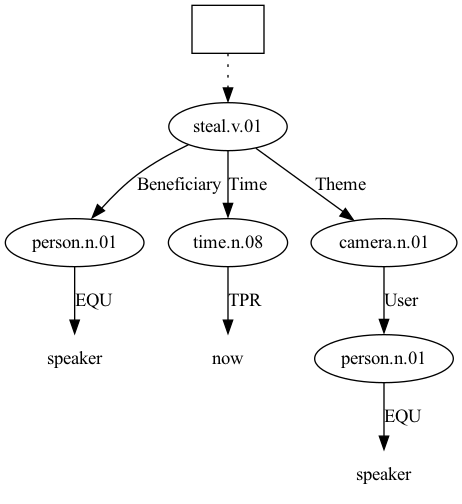 steal.v.01
Beneficiary Time Theme
person.n.01 time.n.08 camera.n.01
EQU TPR User
speaker now person.n.01
EQU
speaker